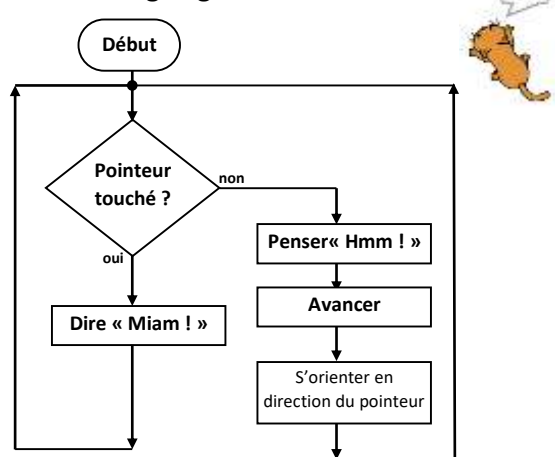 Début
Pointeur
touché ?
non
oui
Penser« Hmm ! »
Dire « Miam ! »
Avancer
S’orienter en
direction du pointeur